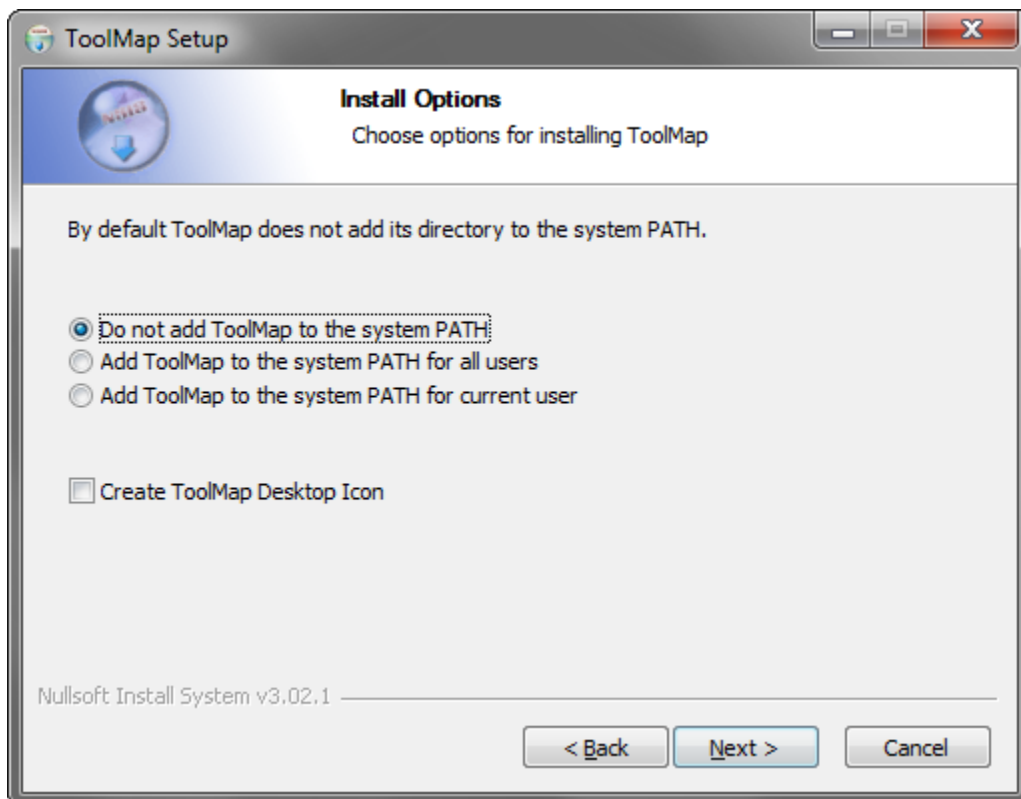 ToolMap Setup
Install Options
Choose options for installing ToolMap
By default ToolMap does not add its directory to the system PATH.
Do not add ToolMap to the system PATH
Add ToolMap to the system PATH for all users
Add ToolMap to the system PATH for current user
Create ToolMap Desktop Icon
Nullsoft Install System v3.02.1
< Back
Next >
Cancel